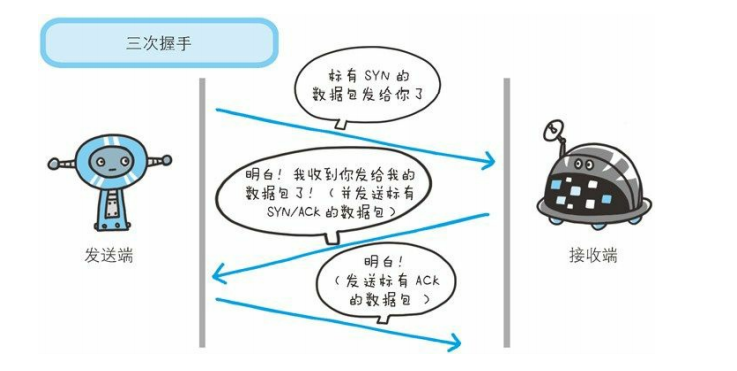 三次握手
标有 SYN 的
数据包发给你了
明白！我收到你发给我的
数据包了！（并发送标有
SYN/ACK 的数据包）
发送端
接收端
明白！
（发送标有 ACK
的数据包）